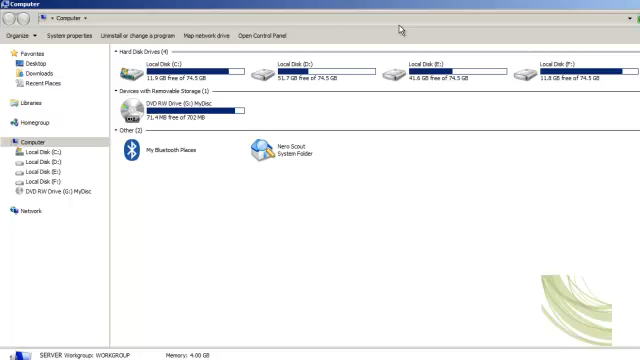 Computer
Computer
Organize
System properties
Uninstall or change a program
Map network drive
Open Control Panel
Favorites
Desktop
Downloads
Recent Places
Libraries
Homegroup
Computer
Local Disk (C:)
Local Disk (D:)
Local Disk (E:)
Local Disk (F:)
DVD RW Drive (G:) MyDisc
Network
Hard Disk Drives (4)
Local Disk (C:)
11.9 GB free of 74.5 GB
Local Disk (D:)
51.7 GB free of 74.5 GB
Local Disk (E:)
41.6 GB free of 74.5 GB
Local Disk (F:)
11.8 GB free of 74.5 GB
Devices with Removable Storage (1)
DVD RW Drive (G:) MyDisc
71.4 MB free of 702 MB
Other (2)
My Bluetooth Places
Nero Scout
System Folder
SERVER Workgroup: WORKGROUP
Memory: 4.00 GB